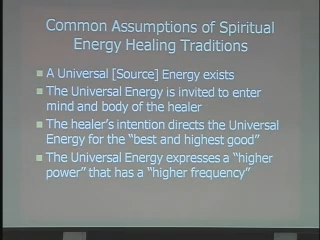 Common Assumptions of Spiritual
Energy Healing Traditions
A Universal [Source] Energy exists
The Universal Energy is invited to enter
mind and body of the healer
The healer's intention directs the Universal
Energy for the "best and highest good"
The Universal Energy expresses a "higher
power" that has a "higher frequency"